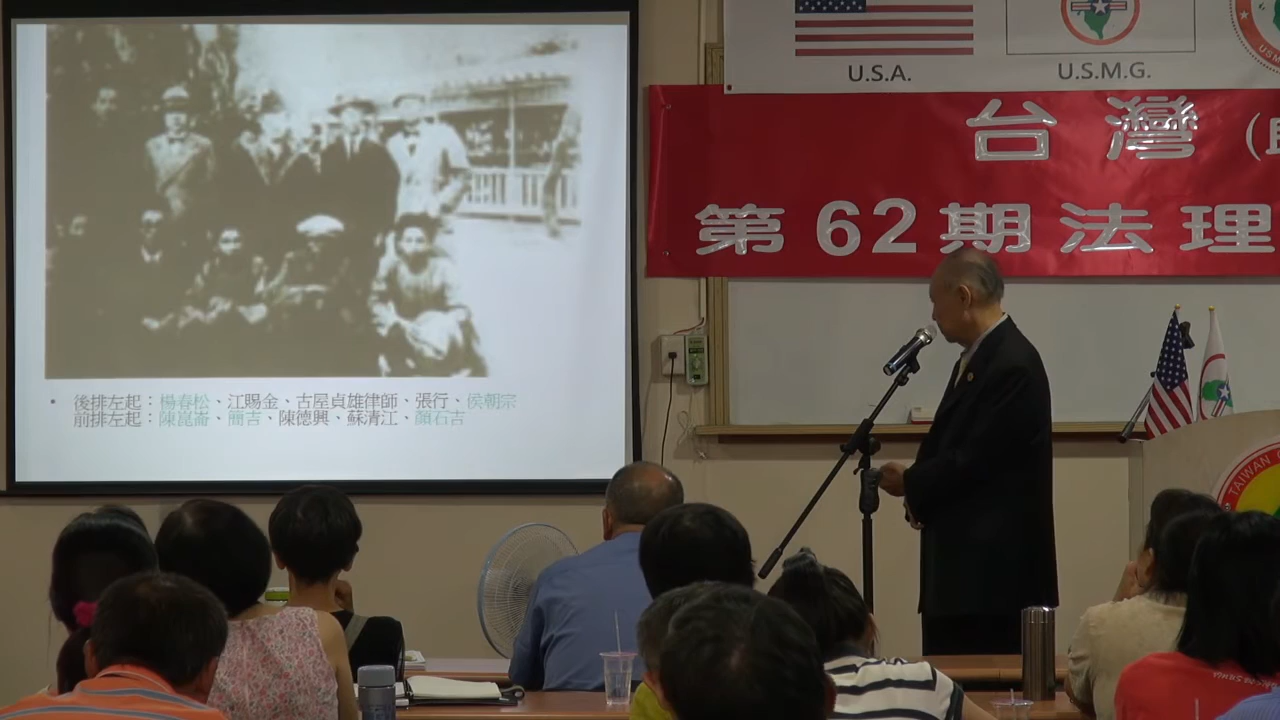 U.S.A.
U.S.M.G.
台灣
第62期法理
後排左起：楊春松、江賜金、古屋貞雄律師、張行、侯朝宗
前排左起：陳崑崙、簡吉、陳德興、蘇清江、顏石吉
TAIWAN